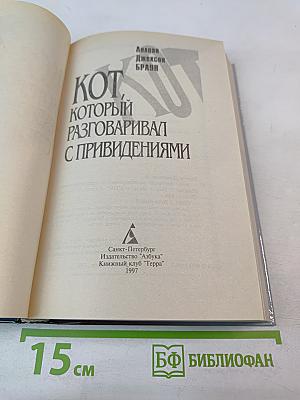 Лилиан
Джексон
БРАУН
КОТ,
КОТОРЫЙ
РАЗГОВАРИВАЛ
С ПРИВИДЕНИЯМИ
Санкт-Петербург
Издательство "Азбука"
Книжный клуб "Терра"
1997
15 см
БФ БИБЛИОФАН